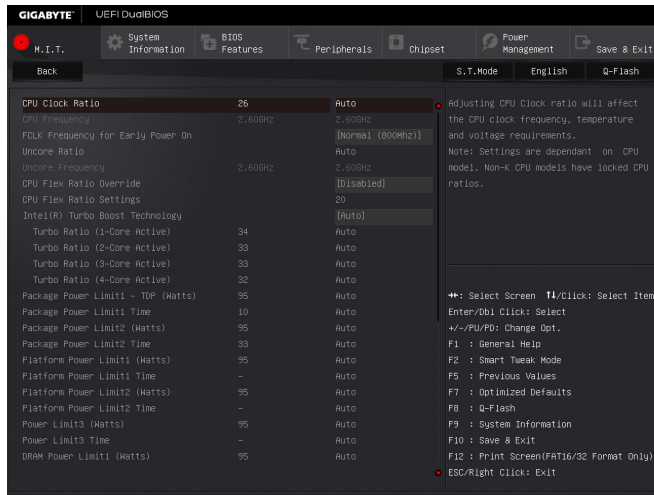 GIGABYTE™ UEFI DualBIOS
M.I.T. System Information BIOS Features Peripherals Chipset Power Management Save & Exit
Back S.T.Mode English Q-Flash
CPU Clock Ratio 26 Auto
CPU Frequency 2.60GHz 2.60GHz
FCLK Frequency for Early Power On [Normal (800Mhz)]
Uncore Ratio Auto
Uncore Frequency 2.60GHz 2.60GHz
CPU Flex Ratio Override [Disabled]
CPU Flex Ratio Settings 20
Intel(R) Turbo Boost Technology [Auto]
Turbo Ratio (1-Core Active) 34 Auto
Turbo Ratio (2-Core Active) 33 Auto
Turbo Ratio (3-Core Active) 33 Auto
Turbo Ratio (4-Core Active) 32 Auto
Package Power Limit1 - TDP (Watts) 95 Auto
Package Power Limit1 Time 10 Auto
Package Power Limit2 (Watts) 95 Auto
Package Power Limit2 Time 33 Auto
Platform Power Limit1 (Watts) 95 Auto
Platform Power Limit1 Time - Auto
Platform Power Limit2 (Watts) 95 Auto
Platform Power Limit2 Time - Auto
Power Limit3 (Watts) 95 Auto
Power Limit3 Time - Auto
DRAM Power Limit1 (Watts) 95 Auto
Adjusting CPU Clock ratio will affect
the CPU clock frequency, temperature
and voltage requirements.
Note: Settings are dependant on CPU
model. Non-K CPU models have locked CPU
ratios.
→←: Select Screen ↑↓/Click: Select Item
Enter/Dbl Click: Select
+/-/PU/PD: Change Opt.
F1 : General Help
F2 : Smart Tweak Mode
F5 : Previous Values
F7 : Optimized Defaults
F8 : Q-Flash
F9 : System Information
F10 : Save & Exit
F12 : Print Screen(FAT16/32 Format Only)
ESC/Right Click: Exit